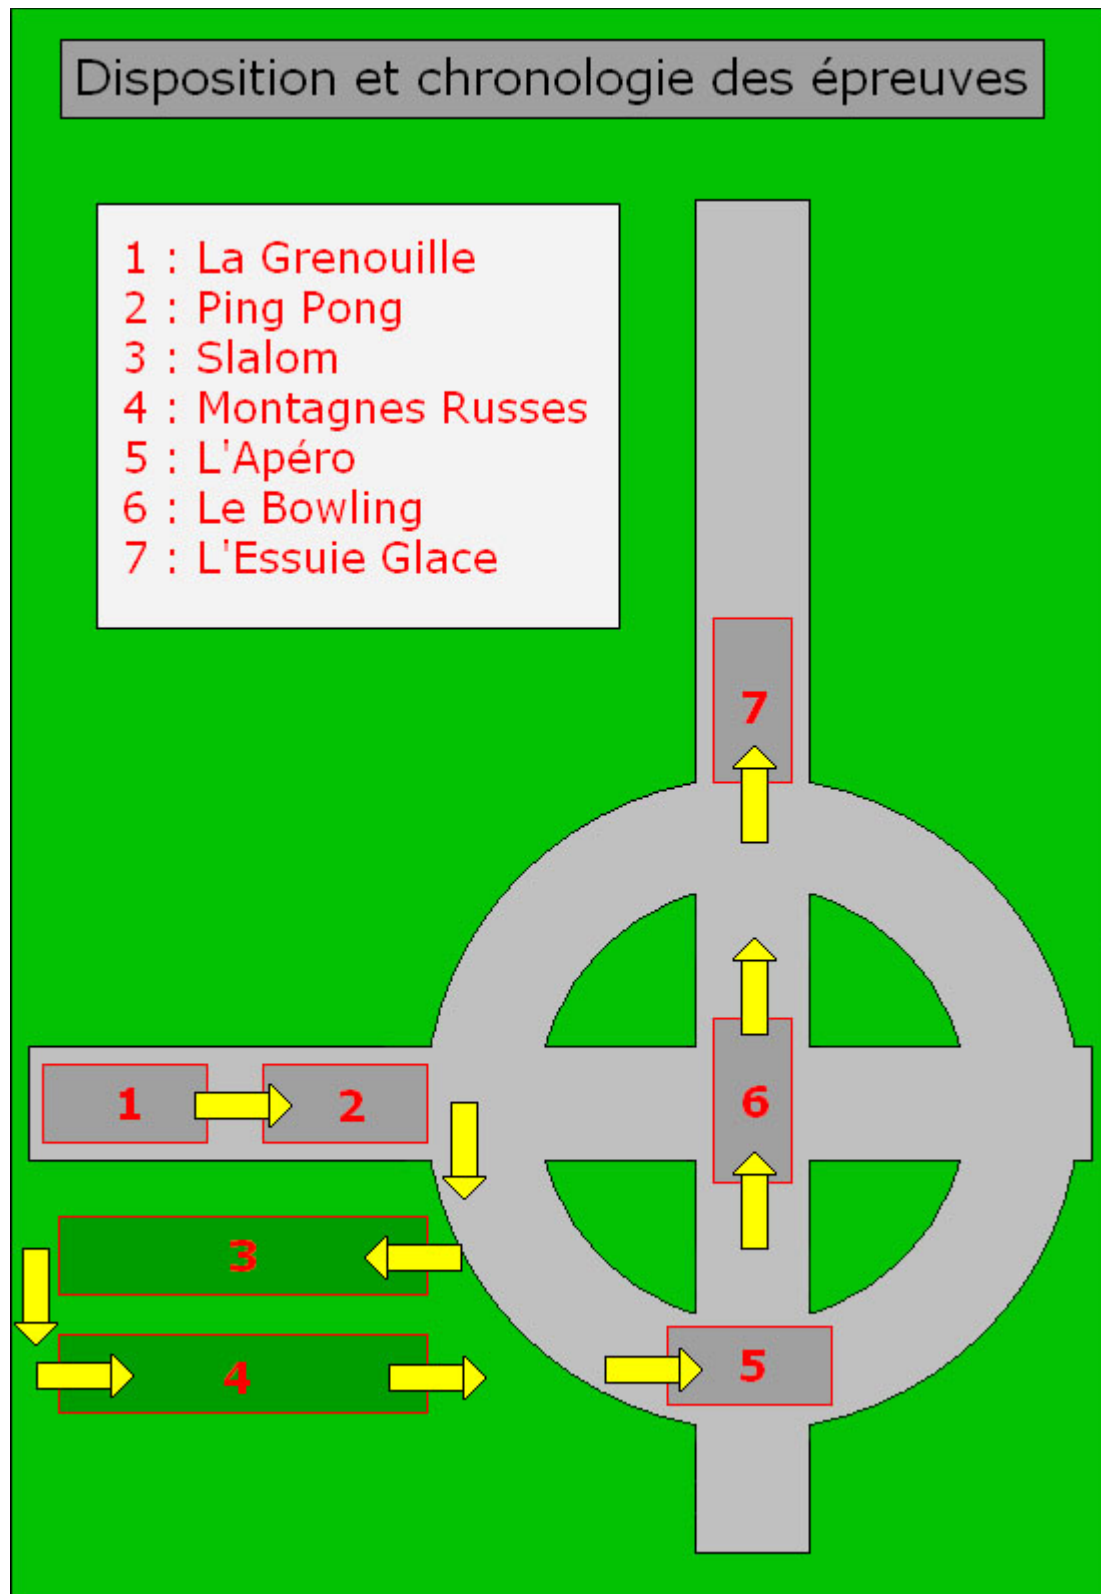 Disposition et chronologie des épreuves
1 : La Grenouille
2 : Ping Pong
3 : Slalom
4 : Montagnes Russes
5 : L'Apéro
6 : Le Bowling
7 : L'Essuie Glace
7
6
1
2
3
4
5